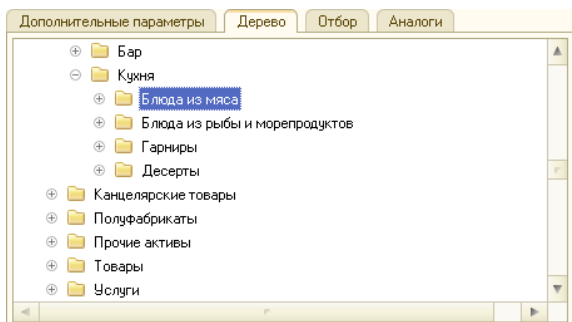 Дополнительные параметры Дерево Отбор Аналоги
Бар
Кухня
Блюда из мяса
Блюда из рыбы и морепродуктов
Гарниры
Десерты
Канцелярские товары
Полуфабрикаты
Прочие активы
Товары
Услуги